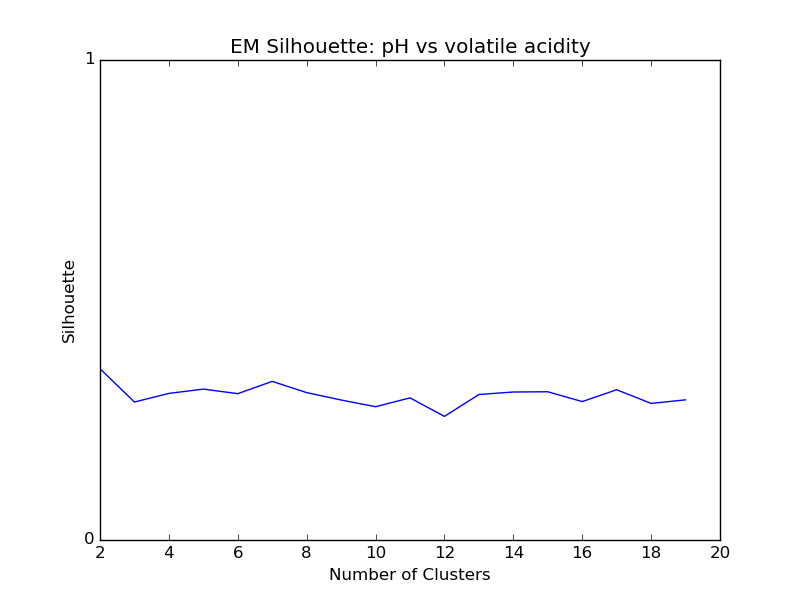 EM Silhouette: pH vs volatile acidity
1
Silhouette
0
2 4 6 8 10 12 14 16 18 20
Number of Clusters